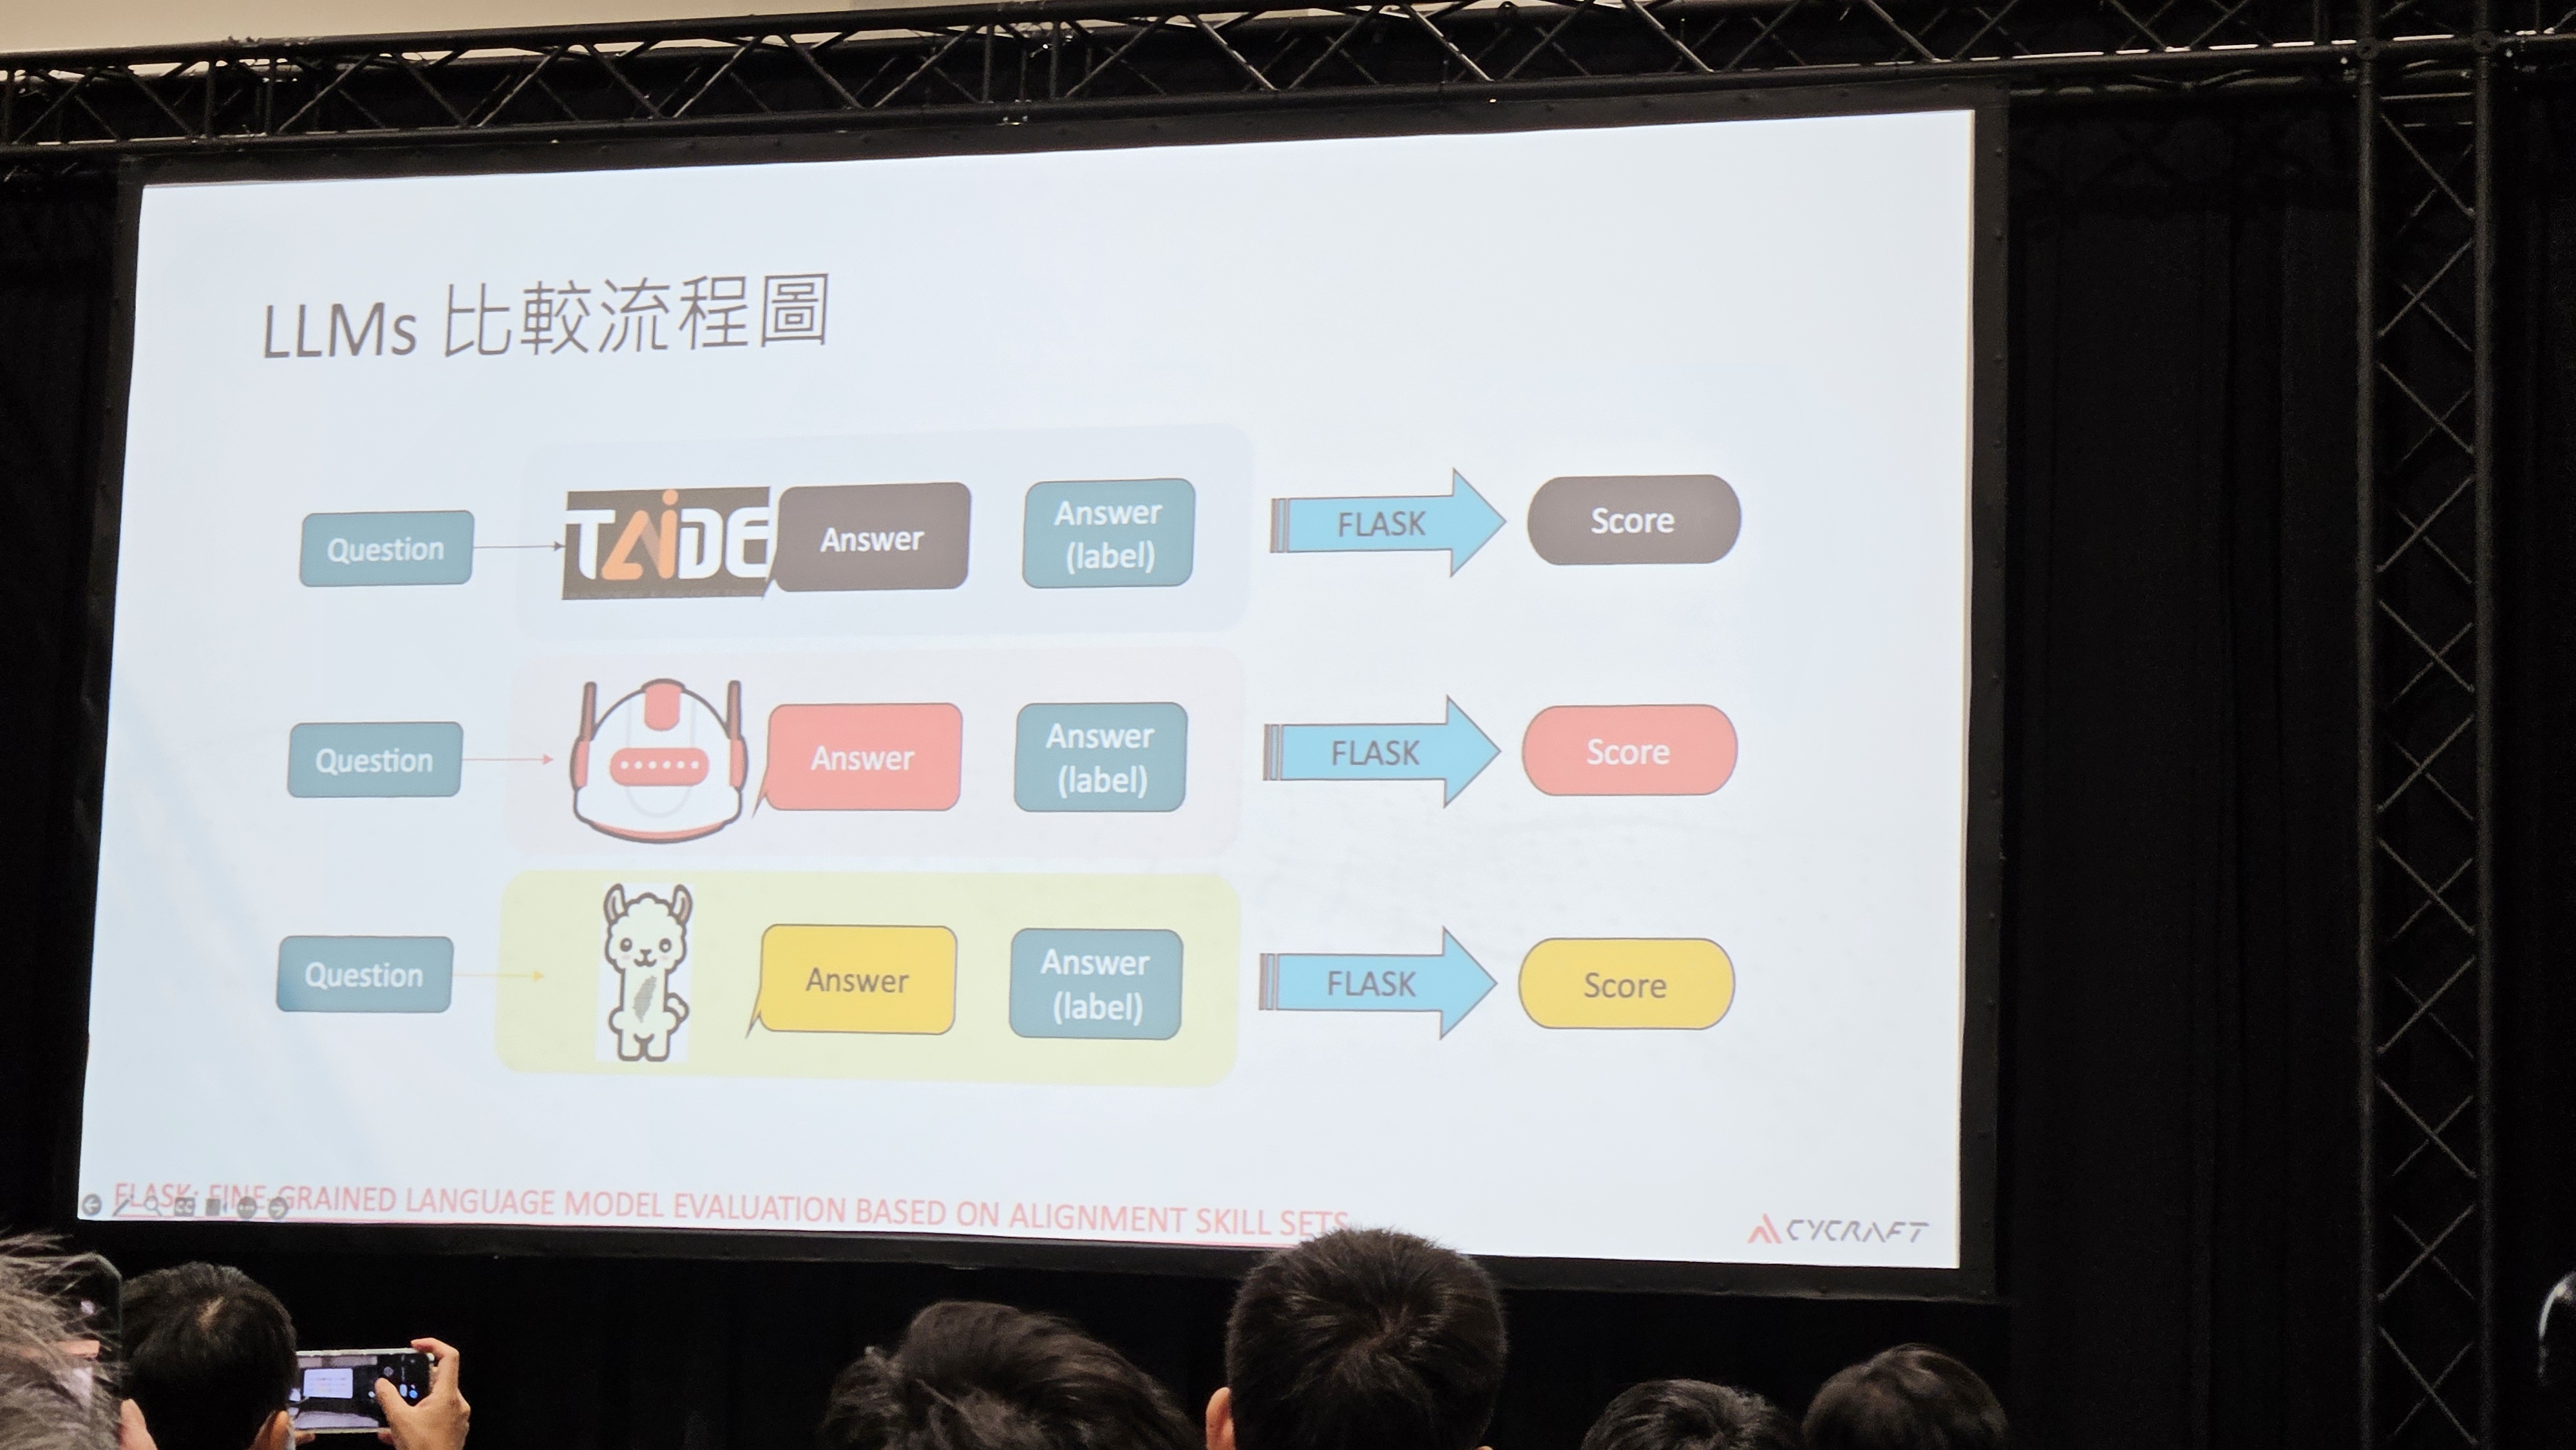 LLMs 比較流程圖
Question
TAiDE
Answer
Answer
(label)
FLASK
Score
Question
Answer
Answer
(label)
FLASK
Score
Question
Answer
Answer
(label)
FLASK
Score
FLASK: FINE-GRAINED LANGUAGE MODEL EVALUATION BASED ON ALIGNMENT SKILL SETS
CYCRAFT